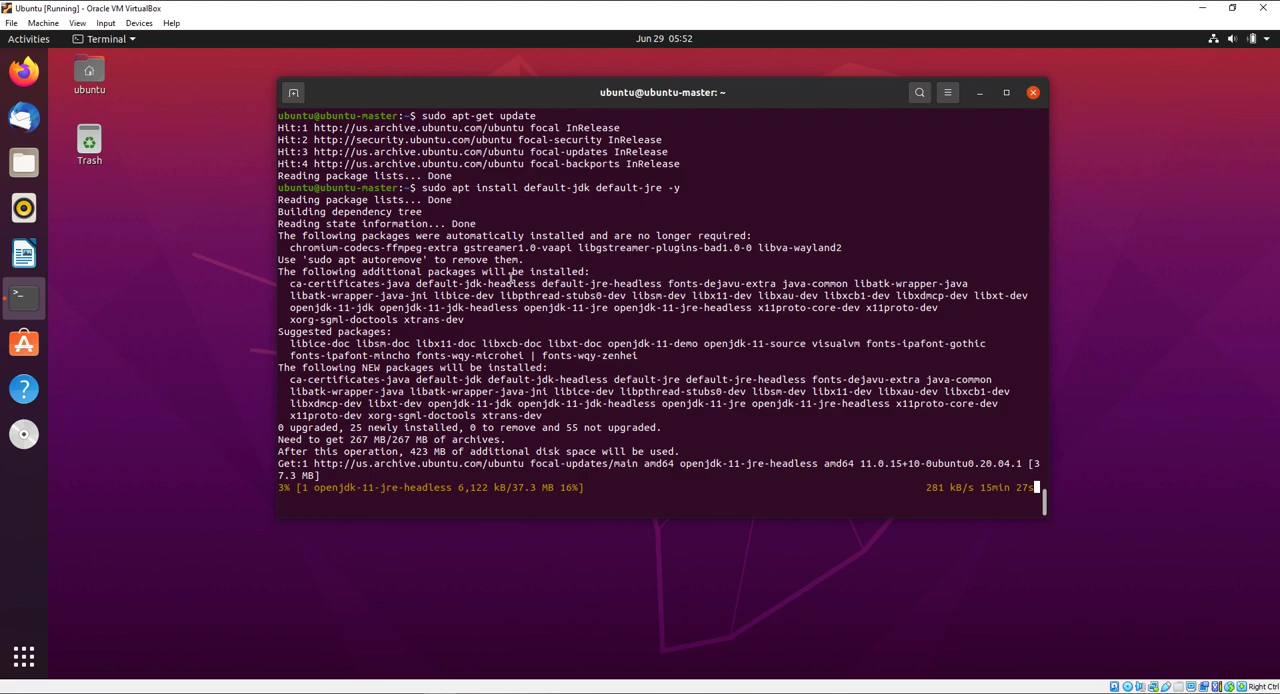 Ubuntu [Running] - Oracle VM VirtualBox
File Machine View Input Devices Help
Activities Terminal Jun 29 05:52
ubuntu
Trash
ubuntu@ubuntu-master: ~
ubuntu@ubuntu-master:~$ sudo apt-get update
Hit:1 http://us.archive.ubuntu.com/ubuntu focal InRelease
Hit:2 http://security.ubuntu.com/ubuntu focal-security InRelease
Hit:3 http://us.archive.ubuntu.com/ubuntu focal-updates InRelease
Hit:4 http://us.archive.ubuntu.com/ubuntu focal-backports InRelease
Reading package lists... Done
ubuntu@ubuntu-master:~$ sudo apt install default-jdk default-jre -y
Reading package lists... Done
Building dependency tree
Reading state information... Done
The following packages were automatically installed and are no longer required:
chromium-codecs-ffmpeg-extra gstreamer1.0-vaapi libgstreamer-plugins-bad1.0-0 libva-wayland2
Use 'sudo apt autoremove' to remove them.
The following additional packages will be installed:
ca-certificates-java default-jdk-headless default-jre-headless fonts-dejavu-extra java-common libatk-wrapper-java
libatk-wrapper-java-jni libice-dev libpthread-stubs0-dev libsm-dev libx11-dev libxau-dev libxcb1-dev libxdmcp-dev libxt-dev
openjdk-11-jdk openjdk-11-jdk-headless openjdk-11-jre openjdk-11-jre-headless x11proto-core-dev x11proto-dev
xorg-sgml-doctools xtrans-dev
Suggested packages:
libice-doc libsm-doc libx11-doc libxcb-doc libxt-doc openjdk-11-demo openjdk-11-source visualvm fonts-ipafont-gothic
fonts-ipafont-mincho fonts-wqy-microhei | fonts-wqy-zenhei
The following NEW packages will be installed:
ca-certificates-java default-jdk default-jdk-headless default-jre default-jre-headless fonts-dejavu-extra java-common
libatk-wrapper-java libatk-wrapper-java-jni libice-dev libpthread-stubs0-dev libsm-dev libx11-dev libxau-dev libxcb1-dev
libxdmcp-dev libxt-dev openjdk-11-jdk openjdk-11-jdk-headless openjdk-11-jre openjdk-11-jre-headless x11proto-core-dev
x11proto-dev xorg-sgml-doctools xtrans-dev
0 upgraded, 25 newly installed, 0 to remove and 55 not upgraded.
Need to get 267 MB/267 MB of archives.
After this operation, 423 MB of additional disk space will be used.
Get:1 http://us.archive.ubuntu.com/ubuntu focal-updates/main amd64 openjdk-11-jre-headless amd64 11.0.15+10-0ubuntu0.20.04.1 [3
7.3 MB]
3% [1 openjdk-11-jre-headless 6,122 kB/37.3 MB 16%] 281 kB/s 15min 27s
Right Ctrl